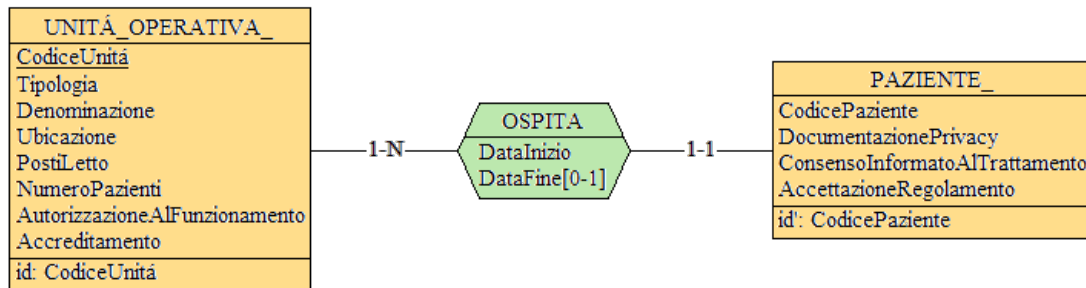 UNITÁ_OPERATIVA_
CodiceUnitá
Tipologia
Denominazione
Ubicazione
PostiLetto
NumeroPazienti
AutorizzazioneAlFunzionamento
Accreditamento
id: CodiceUnitá
1-N
OSPITA
DataInizio
DataFine[0-1]
1-1
PAZIENTE_
CodicePaziente
DocumentazionePrivacy
ConsensoInformatoAlTrattamento
AccettazioneRegolamento
id': CodicePaziente